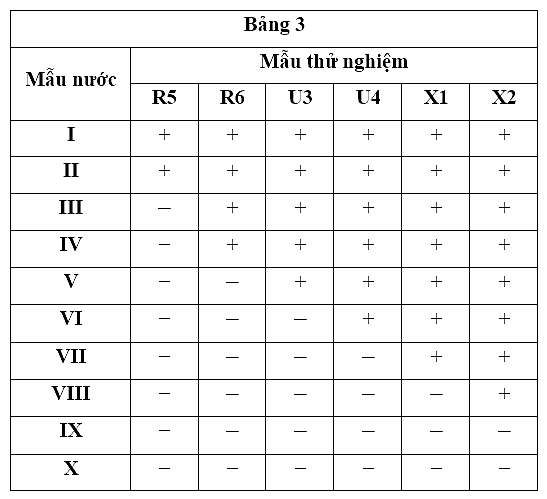 Bảng 3
Mẫu nước Mẫu thử nghiệm
R5 R6 U3 U4 X1 X2
I + + + + + +
II + + + + + +
III – + + + + +
IV – + + + + +
V – – + + + +
VI – – – + + +
VII – – – – + +
VIII – – – – – +
IX – – – – – –
X – – – – – –